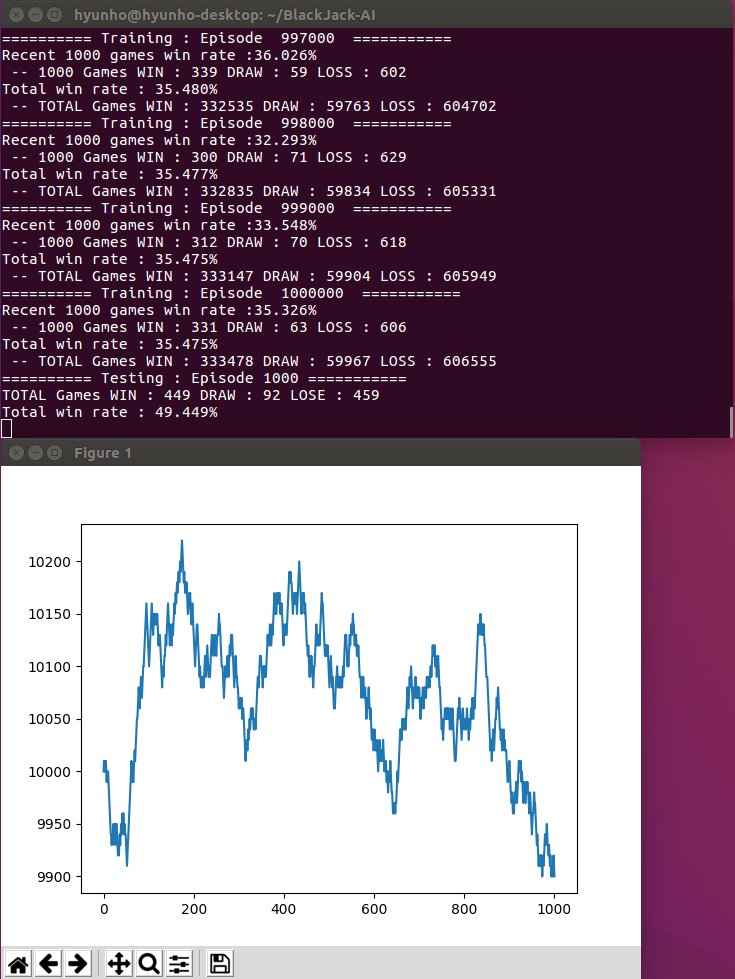 hyunho@hyunho-desktop: ~/BlackJack-AI
========== Training : Episode  997000  ===========
Recent 1000 games win rate :36.026%
 -- 1000 Games WIN : 339 DRAW : 59 LOSS : 602
Total win rate : 35.480%
 -- TOTAL Games WIN : 332535 DRAW : 59763 LOSS : 604702
========== Training : Episode  998000  ===========
Recent 1000 games win rate :32.293%
 -- 1000 Games WIN : 300 DRAW : 71 LOSS : 629
Total win rate : 35.477%
 -- TOTAL Games WIN : 332835 DRAW : 59834 LOSS : 605331
========== Training : Episode  999000  ===========
Recent 1000 games win rate :33.548%
 -- 1000 Games WIN : 312 DRAW : 70 LOSS : 618
Total win rate : 35.475%
 -- TOTAL Games WIN : 333147 DRAW : 59904 LOSS : 605949
========== Training : Episode  1000000  ===========
Recent 1000 games win rate :35.326%
 -- 1000 Games WIN : 331 DRAW : 63 LOSS : 606
Total win rate : 35.475%
 -- TOTAL Games WIN : 333478 DRAW : 59967 LOSS : 606555
========== Testing : Episode 1000 ===========
TOTAL Games WIN : 449 DRAW : 92 LOSE : 459
Total win rate : 49.449%
Figure 1
10200
10150
10100
10050
10000
9950
9900
0 200 400 600 800 1000